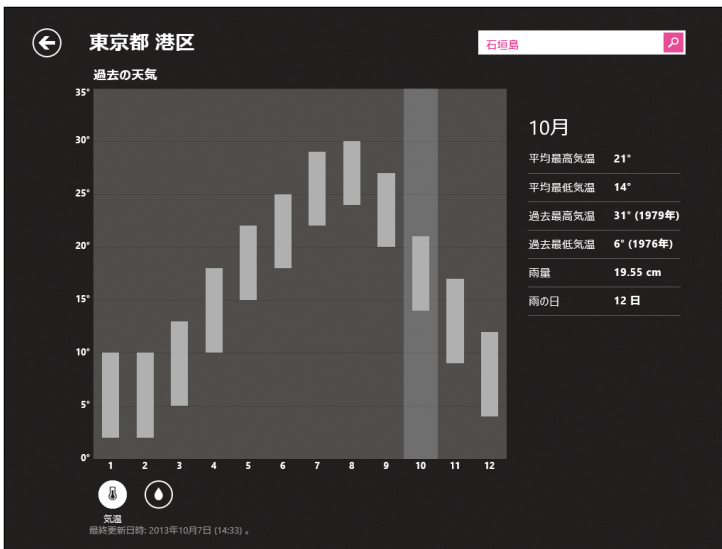 東京都 港区
石垣島
過去の天気
35°
30°
25°
20°
15°
10°
5°
0°
1 2 3 4 5 6 7 8 9 10 11 12
気温
最終更新日時: 2013年10月7日 (14:33) 。
10月
平均最高気温 21°
平均最低気温 14°
過去最高気温 31° (1979年)
過去最低気温 6° (1976年)
雨量 19.55 cm
雨の日 12 日